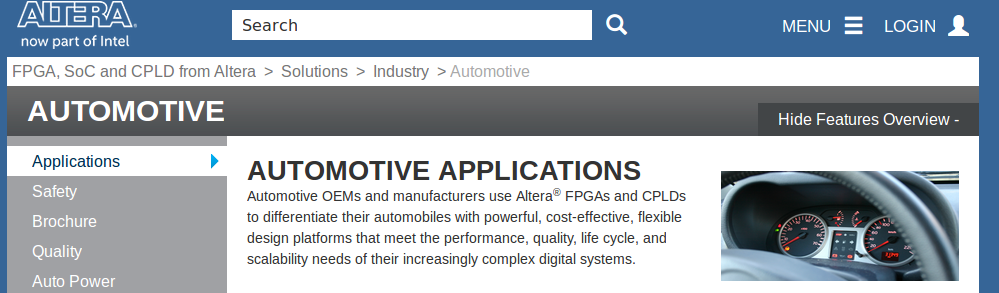 ALTERA.
now part of Intel
Search
MENU
LOGIN
FPGA, SoC and CPLD from Altera > Solutions > Industry > Automotive
AUTOMOTIVE
Hide Features Overview -
Applications
Safety
Brochure
Quality
Auto Power
AUTOMOTIVE APPLICATIONS
Automotive OEMs and manufacturers use Altera® FPGAs and CPLDs
to differentiate their automobiles with powerful, cost-effective, flexible
design platforms that meet the performance, quality, life cycle, and
scalability needs of their increasingly complex digital systems.